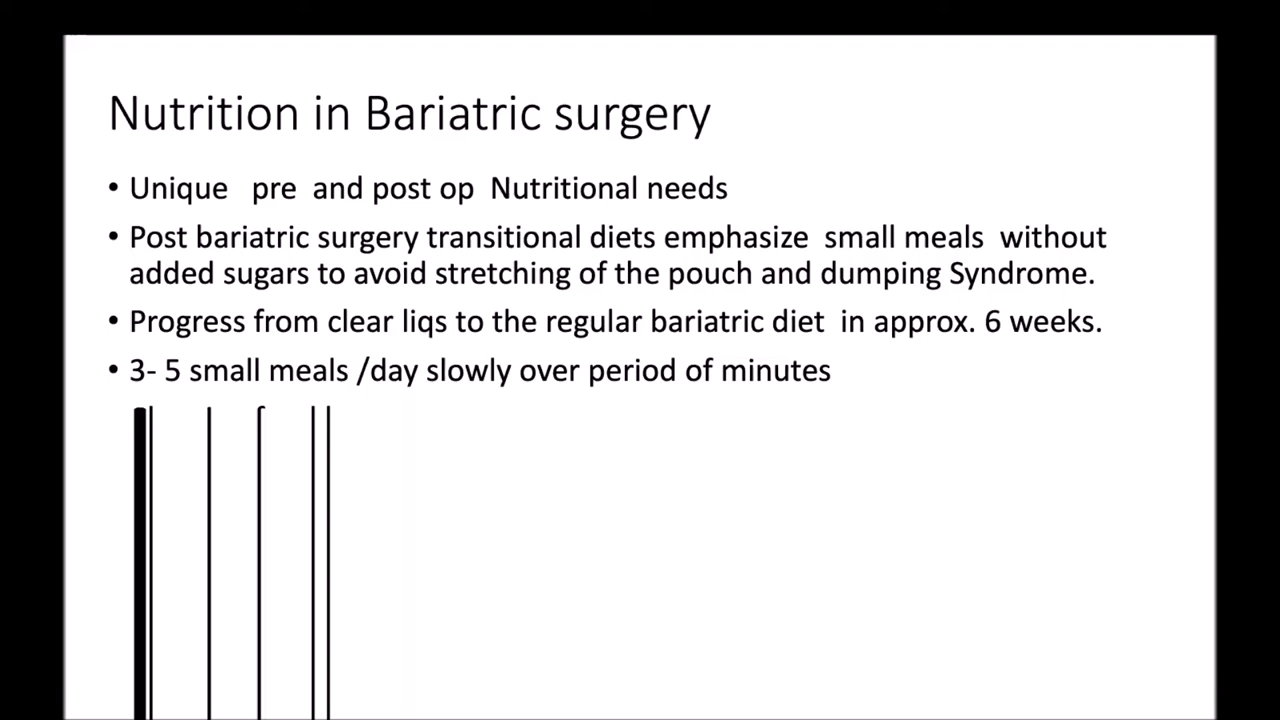 Nutrition in Bariatric surgery
• Unique pre and post op Nutritional needs
• Post bariatric surgery transitional diets emphasize small meals without
added sugars to avoid stretching of the pouch and dumping Syndrome.
• Progress from clear liqs to the regular bariatric diet in approx. 6 weeks.
• 3- 5 small meals /day slowly over period of minutes